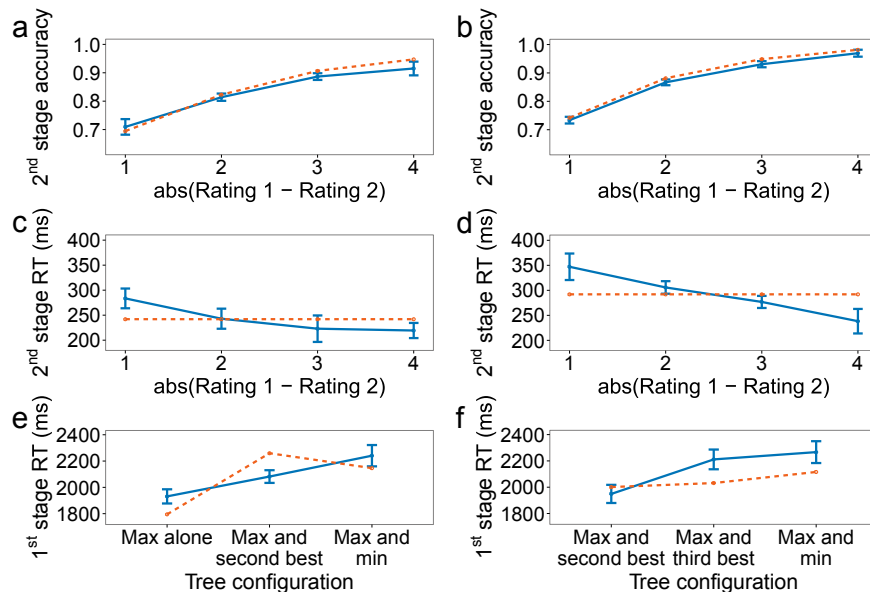 a
2nd stage accuracy
1.0
0.9
0.8
0.7
1 2 3 4
abs(Rating 1 − Rating 2)
b
2nd stage accuracy
1.0
0.9
0.8
0.7
1 2 3 4
abs(Rating 1 − Rating 2)
c
2nd stage RT (ms)
400
350
300
250
200
1 2 3 4
abs(Rating 1 − Rating 2)
d
2nd stage RT (ms)
400
350
300
250
200
1 2 3 4
abs(Rating 1 − Rating 2)
e
1st stage RT (ms)
2400
2200
2000
1800
Max alone Max and Max and
second best min
Tree configuration
f
1st stage RT (ms)
2400
2200
2000
1800
Max and Max and Max and
second best third best min
Tree configuration